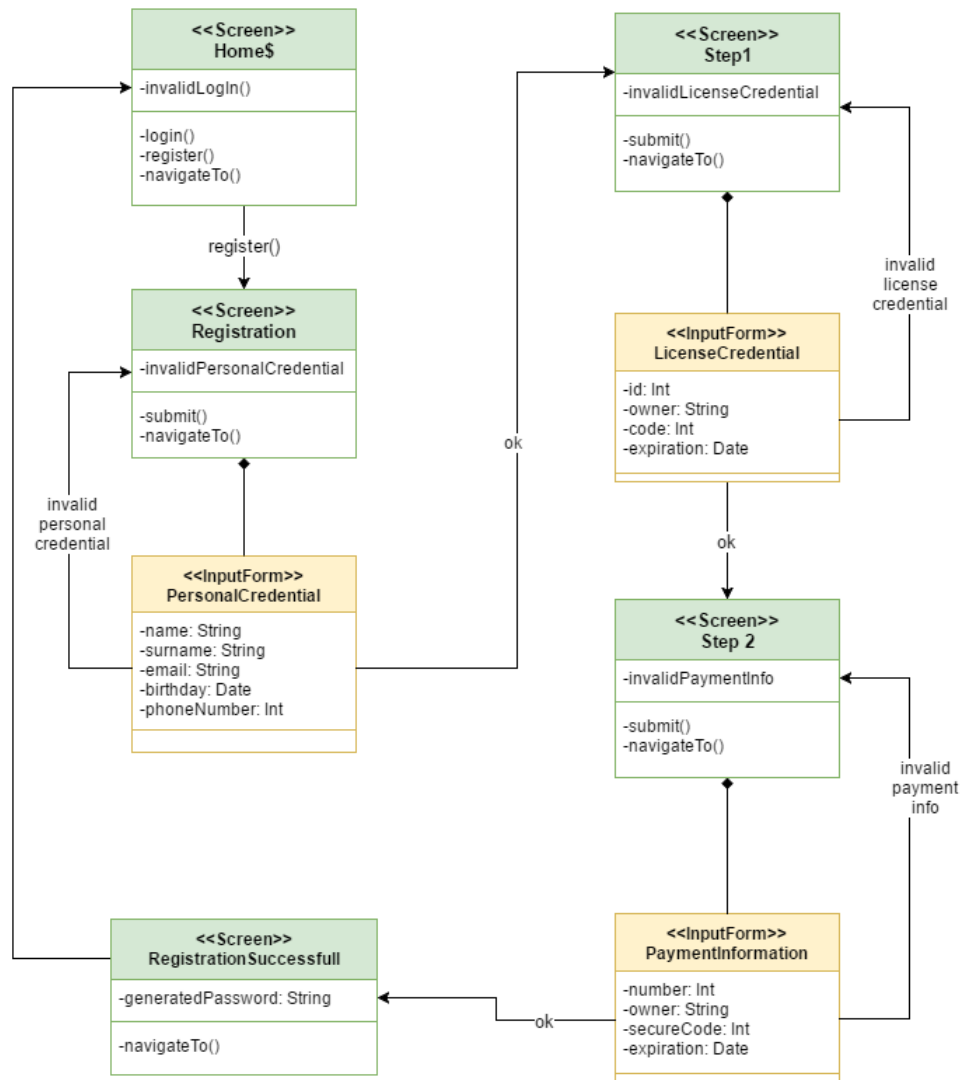 <<Screen>>
Home$
-invalidLogIn()
-login()
-register()
-navigateTo()
register()
<<Screen>>
Registration
-invalidPersonalCredential
-submit()
-navigateTo()
invalid
personal
credential
<<InputForm>>
PersonalCredential
-name: String
-surname: String
-email: String
-birthday: Date
-phoneNumber: Int
ok
<<Screen>>
Step1
-invalidLicenseCredential
-submit()
-navigateTo()
invalid
license
credential
<<InputForm>>
LicenseCredential
-id: Int
-owner: String
-code: Int
-expiration: Date
ok
<<Screen>>
Step 2
-invalidPaymentInfo
-submit()
-navigateTo()
invalid
payment
info
<<InputForm>>
PaymentInformation
-number: Int
-owner: String
-secureCode: Int
-expiration: Date
ok
<<Screen>>
RegistrationSuccessfull
-generatedPassword: String
-navigateTo()